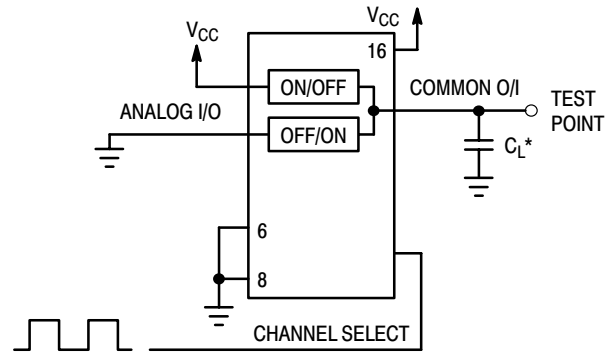 VCC
VCC
16
ON/OFF
COMMON O/I
TEST
POINT
ANALOG I/O
OFF/ON
CL*
6
8
CHANNEL SELECT